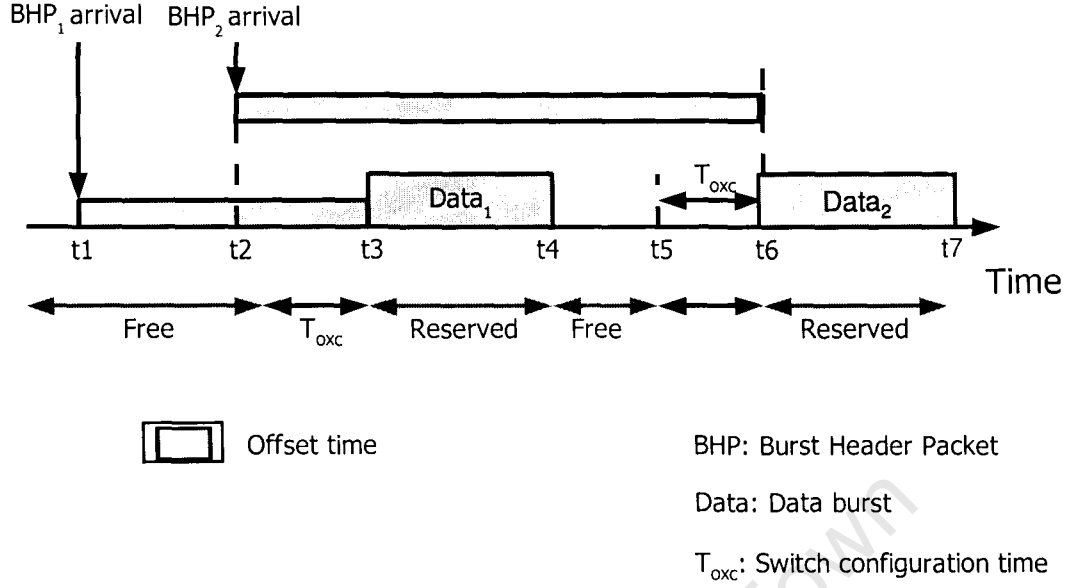 BHP1 arrival BHP2 arrival
Toxc
Data1 Data2
t1 t2 t3 t4 t5 t6 t7
Time
Free Toxc Reserved Free Reserved
Offset time
BHP: Burst Header Packet
Data: Data burst
Toxc: Switch configuration time